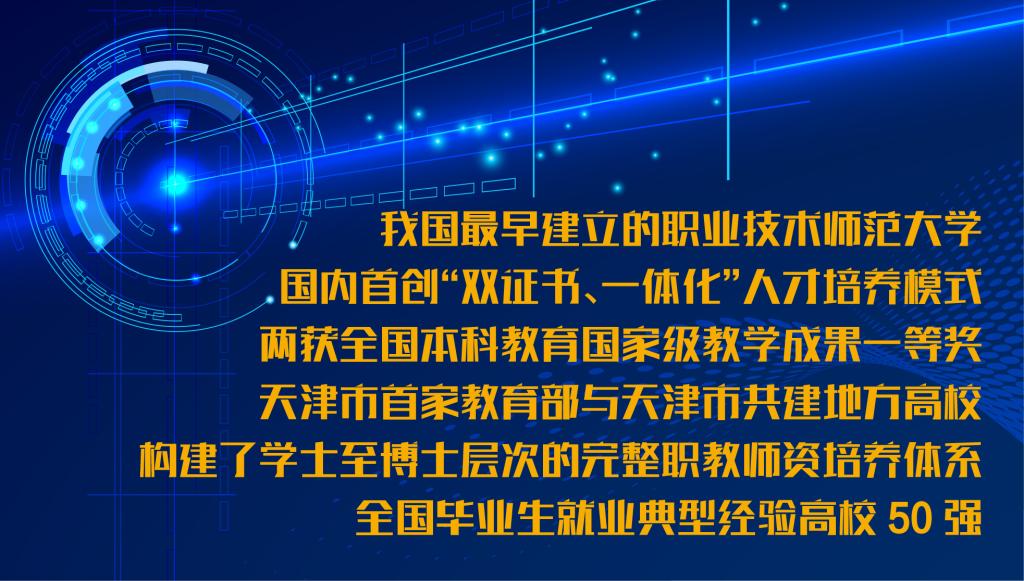 我国最早建立的职业技术师范大学
国内首创“双证书、一体化”人才培养模式
两获全国本科教育国家级教学成果一等奖
天津市首家教育部与天津市共建地方高校
构建了学士至博士层次的完整职教师资培养体系
全国毕业生就业典型经验高校 50 强